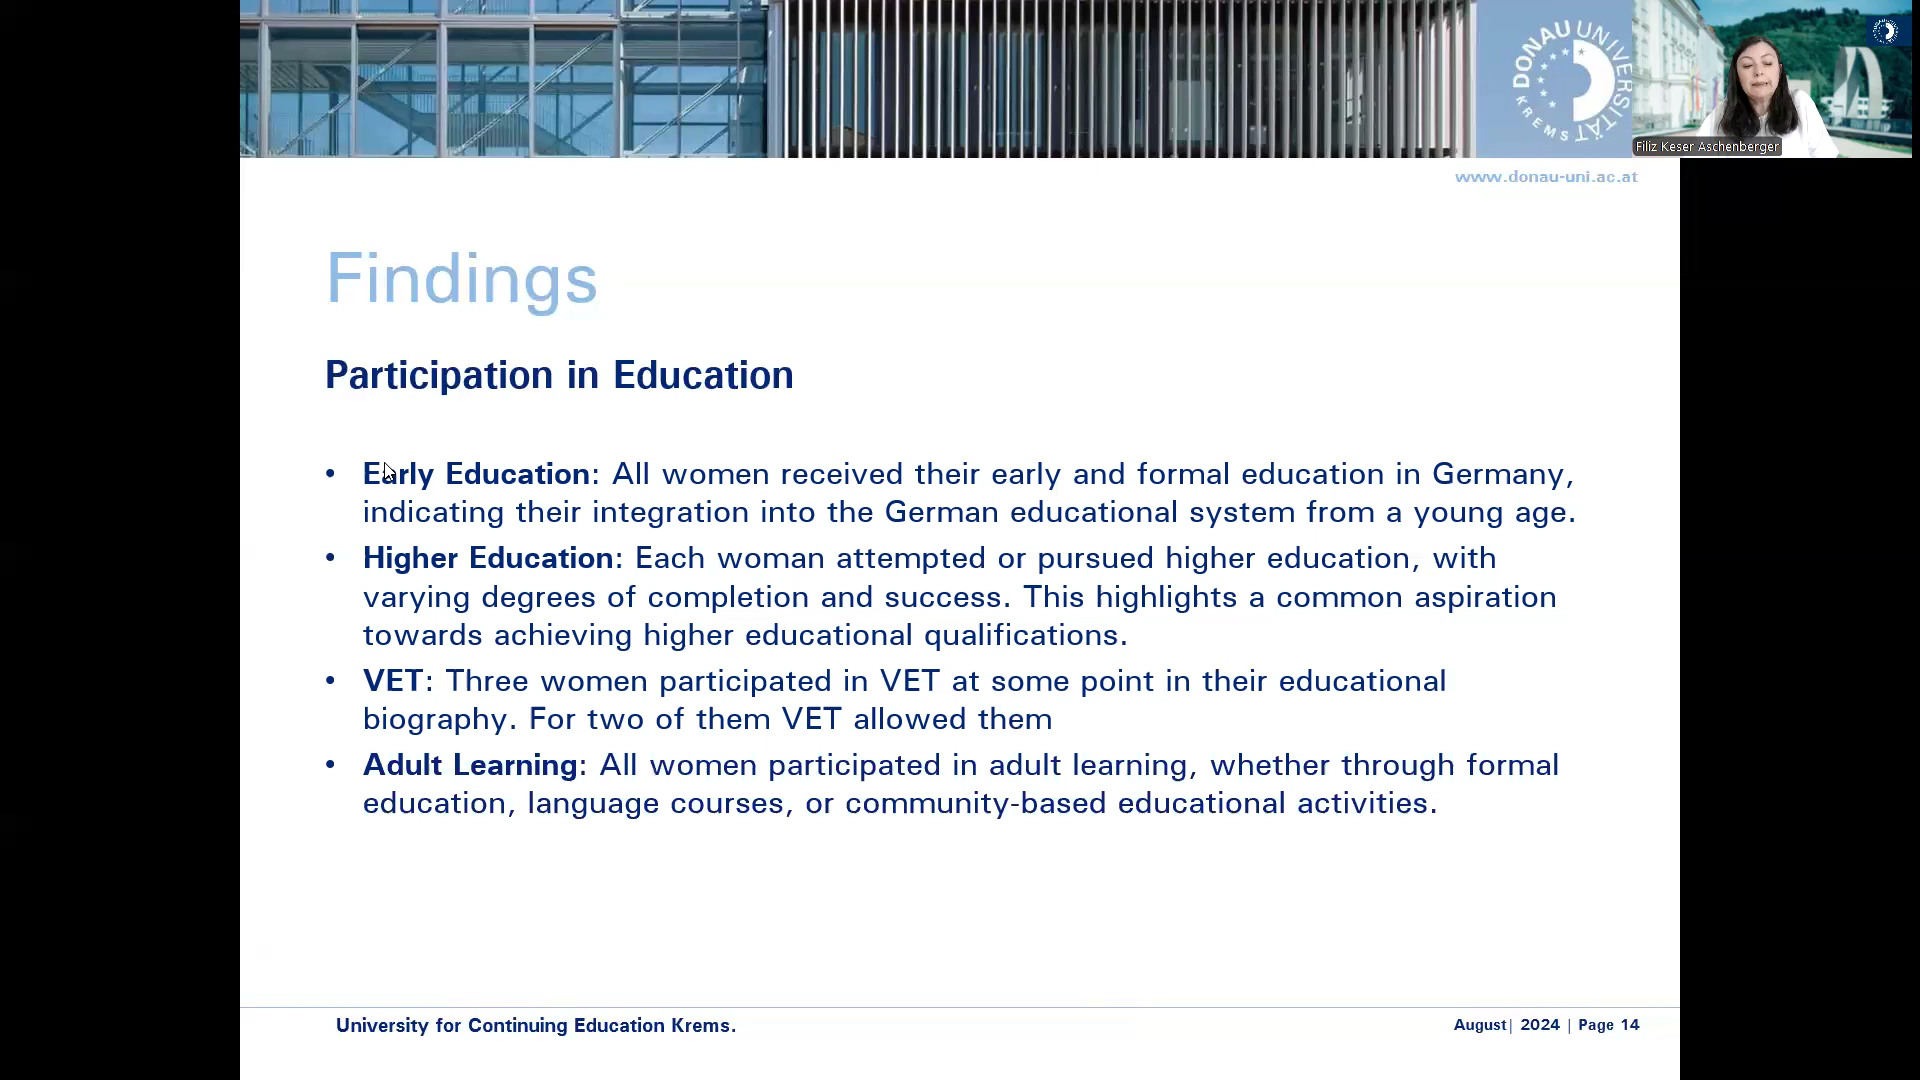 DONAU UNIVERSITÄT KREMS
Filiz Keser Aschenberger
www.donau-uni.ac.at
Findings
Participation in Education
• Early Education: All women received their early and formal education in Germany,
indicating their integration into the German educational system from a young age.
• Higher Education: Each woman attempted or pursued higher education, with
varying degrees of completion and success. This highlights a common aspiration
towards achieving higher educational qualifications.
• VET: Three women participated in VET at some point in their educational
biography. For two of them VET allowed them
• Adult Learning: All women participated in adult learning, whether through formal
education, language courses, or community-based educational activities.
University for Continuing Education Krems.
August| 2024 | Page 14